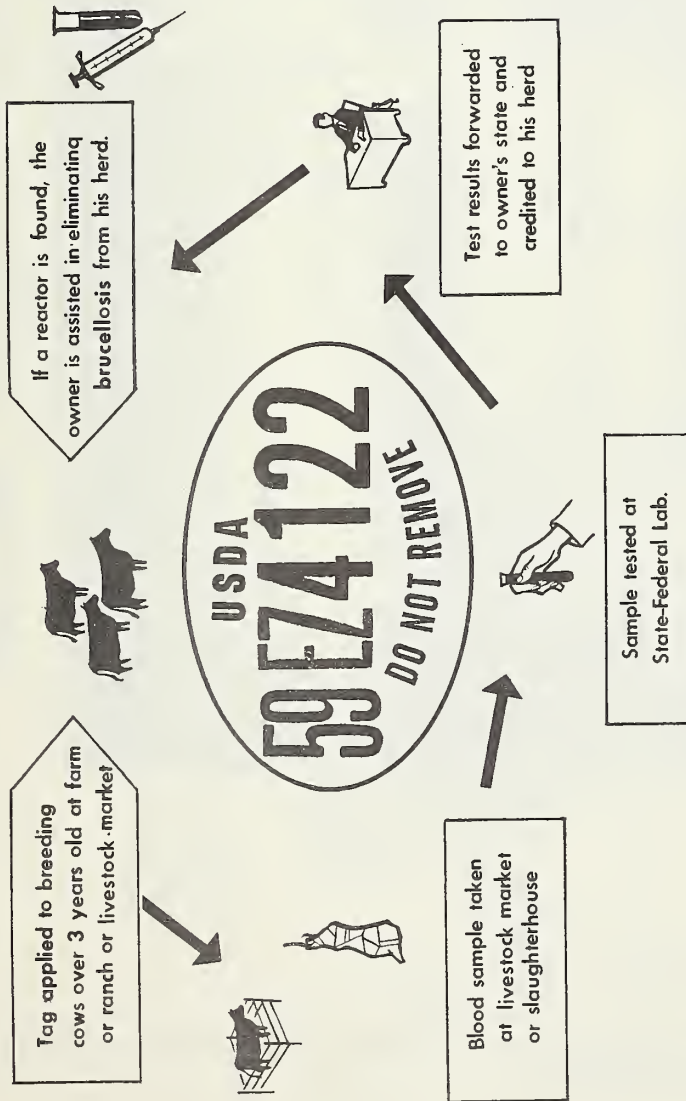 Tag applied to breeding
cows over 3 years old at farm
or ranch or livestock market
Blood sample taken
at livestock market
or slaughterhouse
Sample tested at
State-Federal Lab.
Test results forwarded
to owner's state and
credited to his herd
If a reactor is found, the
owner is assisted in eliminating
brucellosis from his herd.
USDA
59EZ4122
DO NOT REMOVE